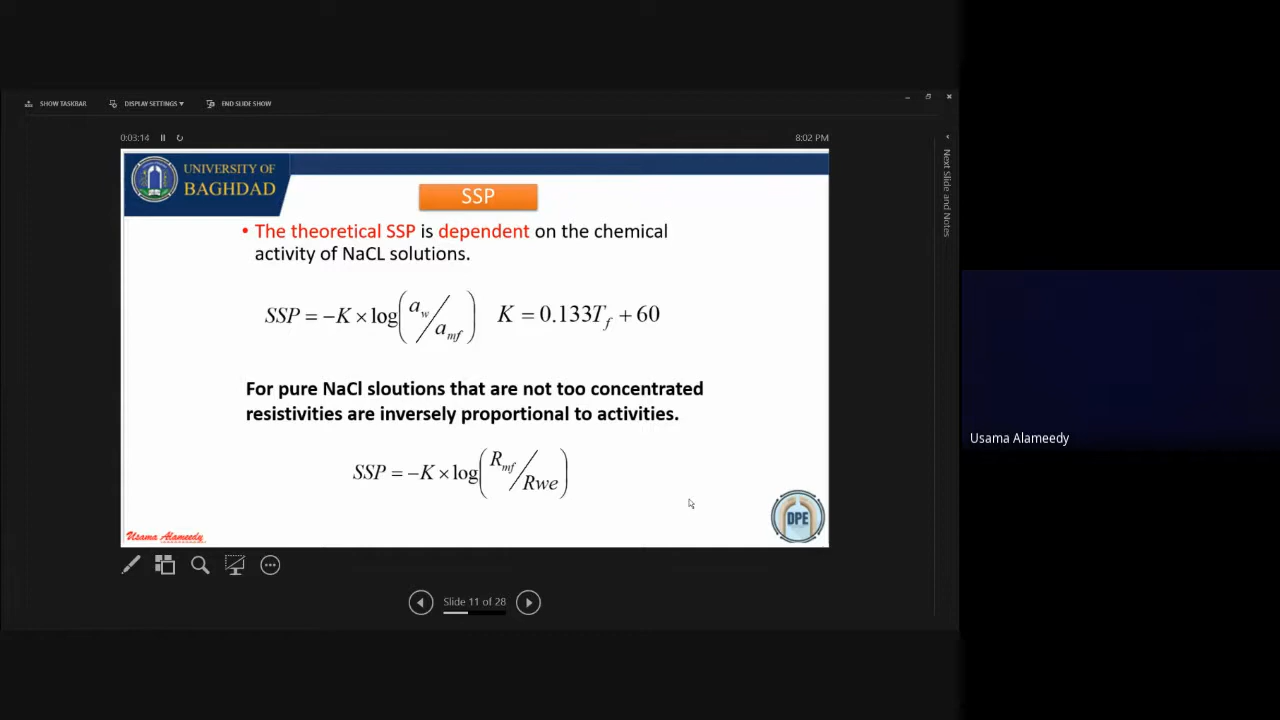 SHOW TASKBAR DISPLAY SETTINGS ▾ END SLIDE SHOW
0:03:14 8:02 PM
UNIVERSITY OF
BAGHDAD
SSP
• The theoretical SSP is dependent on the chemical
activity of NaCL solutions.
SSP = −K × log(a_w / a_mf) K = 0.133T_f + 60
For pure NaCl sloutions that are not too concentrated
resistivities are inversely proportional to activities.
SSP = −K × log(R_mf / Rwe)
DPE
Usama Alameedy
Slide 11 of 28
Next Slide and Notes
Usama Alameedy